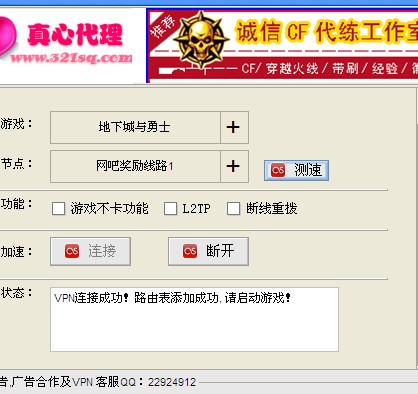 真心代理
www.321sq.com
推荐
诚信CF代练工作室
CF/穿越火线/带刷/经验/
游戏：
地下城与勇士
+
节点：
网吧奖励线路1
+
测速
功能：
游戏不卡功能
L2TP
断线重拨
加速：
连接
断开
状态：
VPN连接成功！路由表添加成功,请启动游戏！
告,广告合作及VPN 客服QQ：22924912